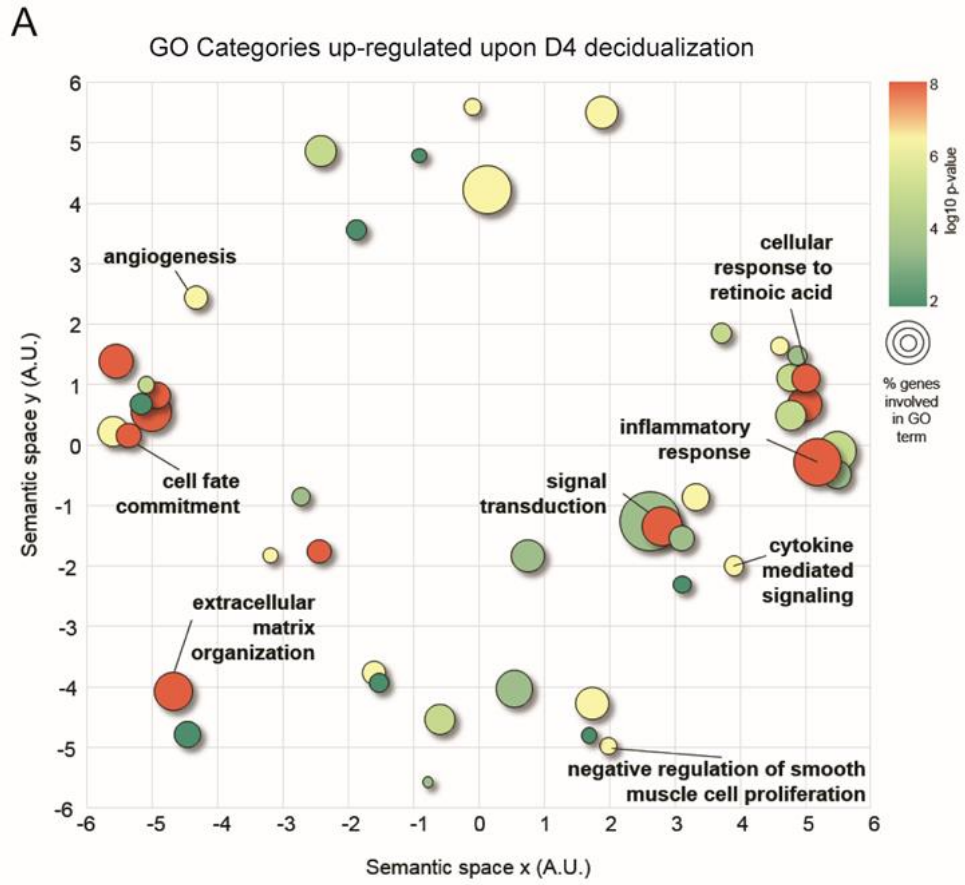 A
GO Categories up-regulated upon D4 decidualization
6
5
4
3
2
1
0
-1
-2
-3
-4
-5
-6
Semantic space y (A.U.)
-6 -5 -4 -3 -2 -1 0 1 2 3 4 5 6
Semantic space x (A.U.)
angiogenesis
cell fate
commitment
extracellular
matrix
organization
cellular
response to
retinoic acid
inflammatory
response
signal
transduction
cytokine
mediated
signaling
negative regulation of smooth
muscle cell proliferation
8
6
4
2
log10 p-value
% genes
involved
in GO
term